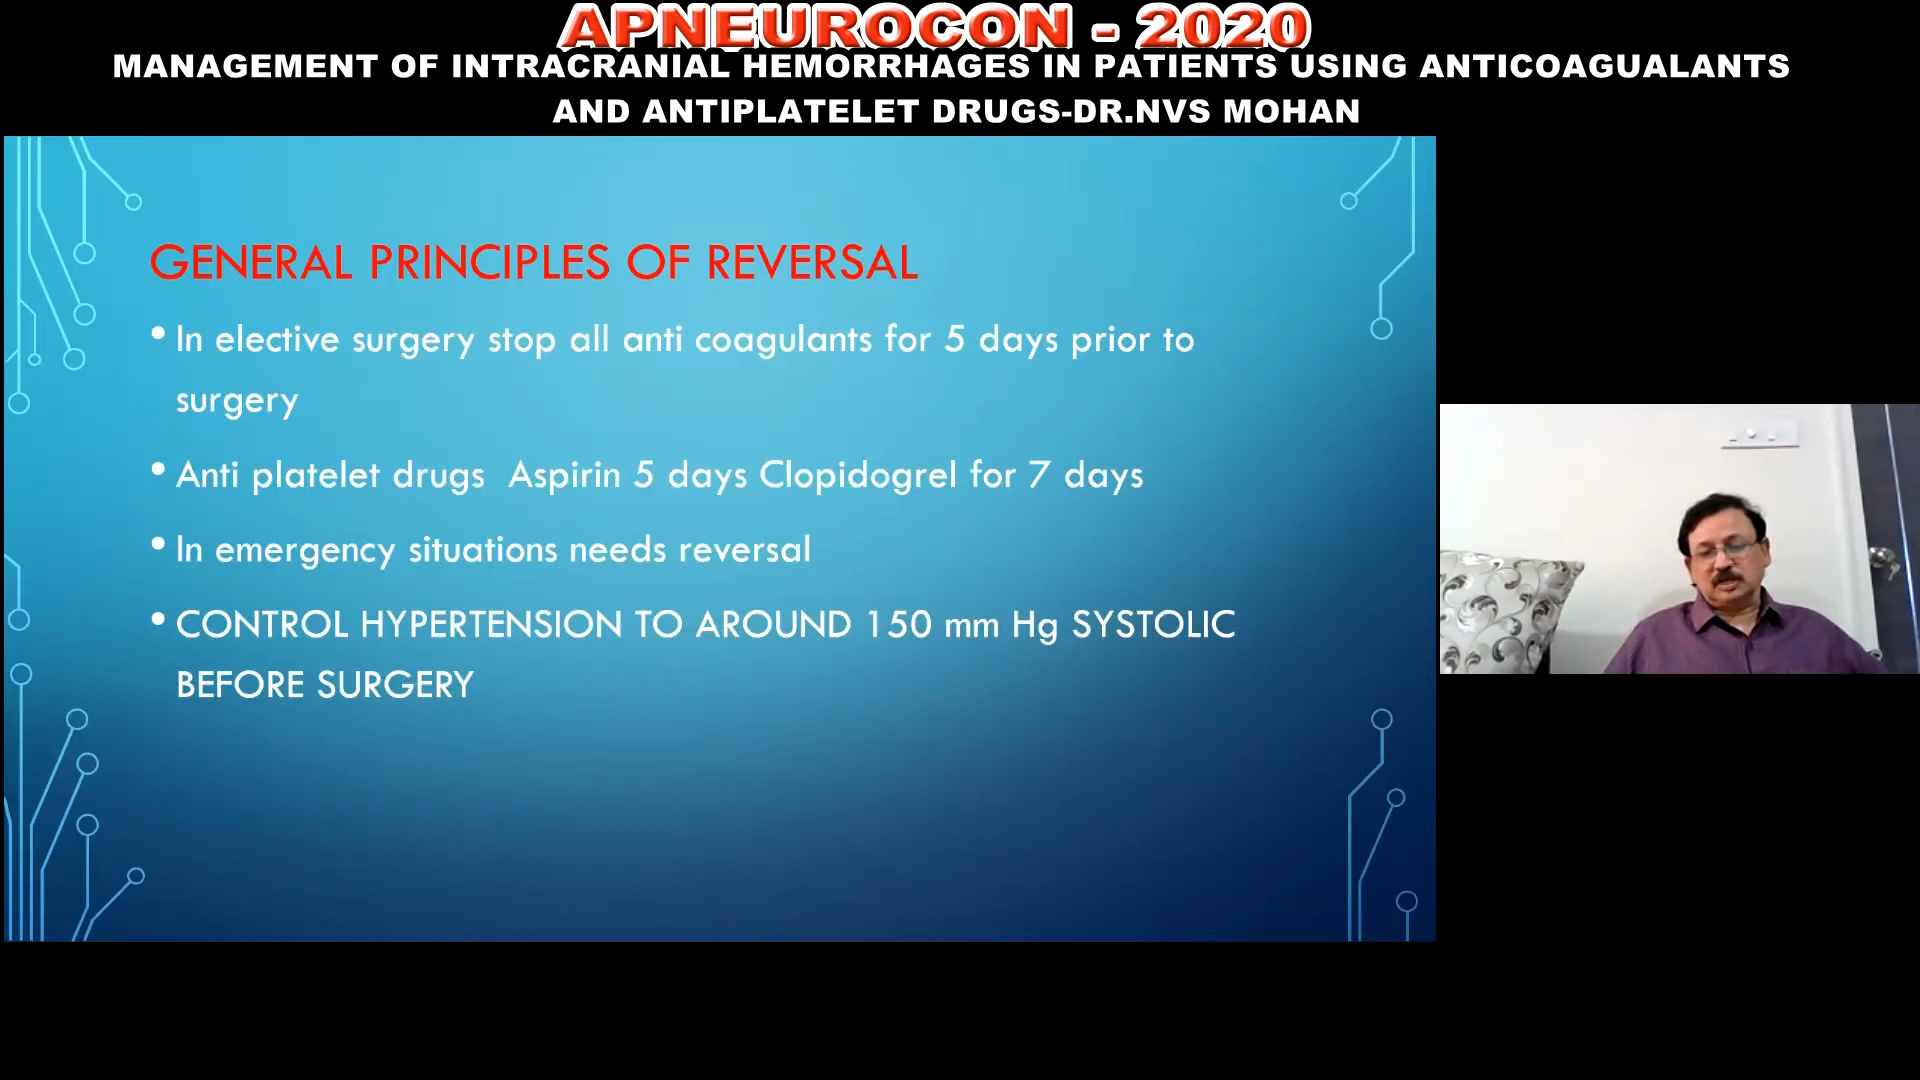 APNEUROCON - 2020
MANAGEMENT OF INTRACRANIAL HEMORRHAGES IN PATIENTS USING ANTICOAGUALANTS
AND ANTIPLATELET DRUGS-DR.NVS MOHAN
GENERAL PRINCIPLES OF REVERSAL
• In elective surgery stop all anti coagulants for 5 days prior to
surgery
• Anti platelet drugs Aspirin 5 days Clopidogrel for 7 days
• In emergency situations needs reversal
• CONTROL HYPERTENSION TO AROUND 150 mm Hg SYSTOLIC
BEFORE SURGERY